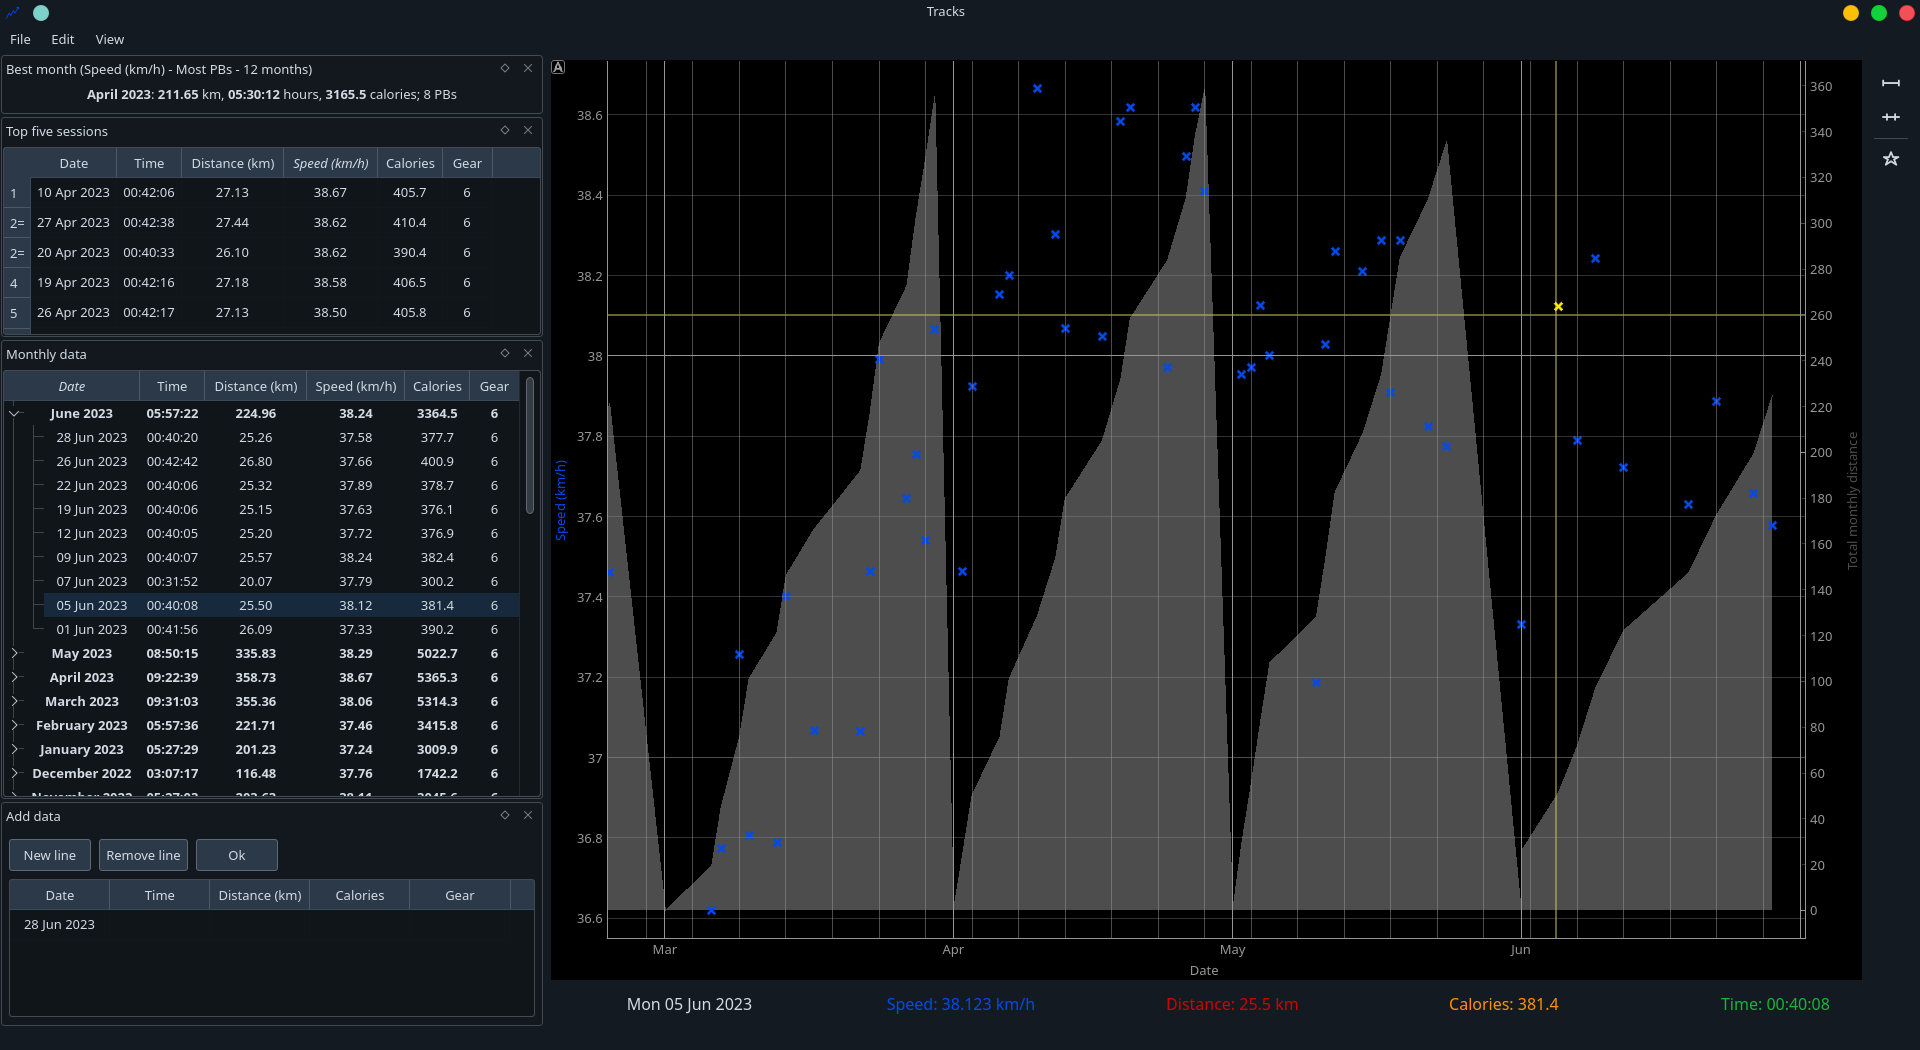 Tracks
File Edit View
Best month (Speed (km/h) - Most PBs - 12 months)
April 2023: 211.65 km, 05:30:12 hours, 3165.5 calories; 8 PBs
Top five sessions
Date Time Distance (km) Speed (km/h) Calories Gear
1 10 Apr 2023 00:42:06 27.13 38.67 405.7 6
2= 27 Apr 2023 00:42:38 27.44 38.62 410.4 6
2= 20 Apr 2023 00:40:33 26.10 38.62 390.4 6
4 19 Apr 2023 00:42:16 27.18 38.58 406.5 6
5 26 Apr 2023 00:42:17 27.13 38.50 405.8 6
Monthly data
Date Time Distance (km) Speed (km/h) Calories Gear
June 2023 05:57:22 224.96 38.24 3364.5 6
28 Jun 2023 00:40:20 25.26 37.58 377.7 6
26 Jun 2023 00:42:42 26.80 37.66 400.9 6
22 Jun 2023 00:40:06 25.32 37.89 378.7 6
19 Jun 2023 00:40:06 25.15 37.63 376.1 6
12 Jun 2023 00:40:05 25.20 37.72 376.9 6
09 Jun 2023 00:40:07 25.57 38.24 382.4 6
07 Jun 2023 00:31:52 20.07 37.79 300.2 6
05 Jun 2023 00:40:08 25.50 38.12 381.4 6
01 Jun 2023 00:41:56 26.09 37.33 390.2 6
May 2023 08:50:15 335.83 38.29 5022.7 6
April 2023 09:22:39 358.73 38.67 5365.3 6
March 2023 09:31:03 355.36 38.06 5314.3 6
February 2023 05:57:36 221.71 37.46 3415.8 6
January 2023 05:27:29 201.23 37.24 3009.9 6
December 2022 03:07:17 116.48 37.76 1742.2 6
Add data
New line Remove line Ok
Date Time Distance (km) Calories Gear
28 Jun 2023
A
38.6
38.4
38.2
38
37.8
37.6
37.4
37.2
37
36.8
36.6
Speed (km/h)
360
340
320
300
280
260
240
220
200
180
160
140
120
100
80
60
40
20
0
Total monthly distance
Mar Apr May Jun
Date
Mon 05 Jun 2023 Speed: 38.123 km/h Distance: 25.5 km Calories: 381.4 Time: 00:40:08